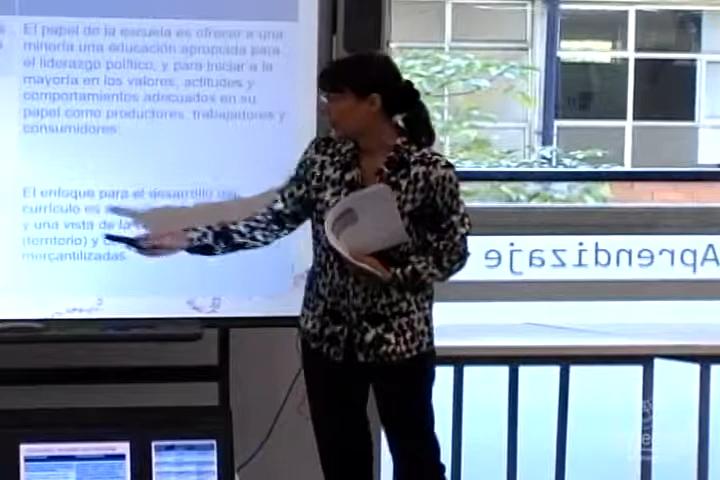 El papel de la escuela es ofrecer a una
minoría una educación apropiada para
el liderazgo político, y para iniciar a la
mayoría en los valores, actitudes y
comportamientos adecuados en su
papel como productores, trabajadores y
consumidores.
El enfoque para el desarrollo del
currículo es
y una vista de la
(territorio) y
mercantilizadas.
Aprendizaje